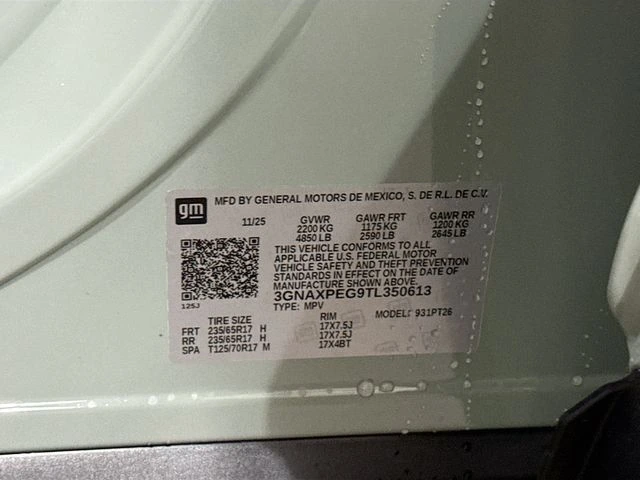 gm MFD BY GENERAL MOTORS DE MEXICO, S. DE R.L. DE C.V.
11/25 GVWR GAWR FRT GAWR RR
2200 KG 1175 KG 1200 KG
4850 LB 2590 LB 2645 LB
THIS VEHICLE CONFORMS TO ALL
APPLICABLE U.S. FEDERAL MOTOR
VEHICLE SAFETY AND THEFT PREVENTION
STANDARDS IN EFFECT ON THE DATE OF
MANUFACTURE SHOWN ABOVE.
3GNAXPEG9TL350613
125J
TYPE: MPV
TIRE SIZE RIM MODEL: 931PT26
FRT 235/65R17 H 17X7.5J
RR 235/65R17 H 17X7.5J
SPA T125/70R17 M 17X4BT